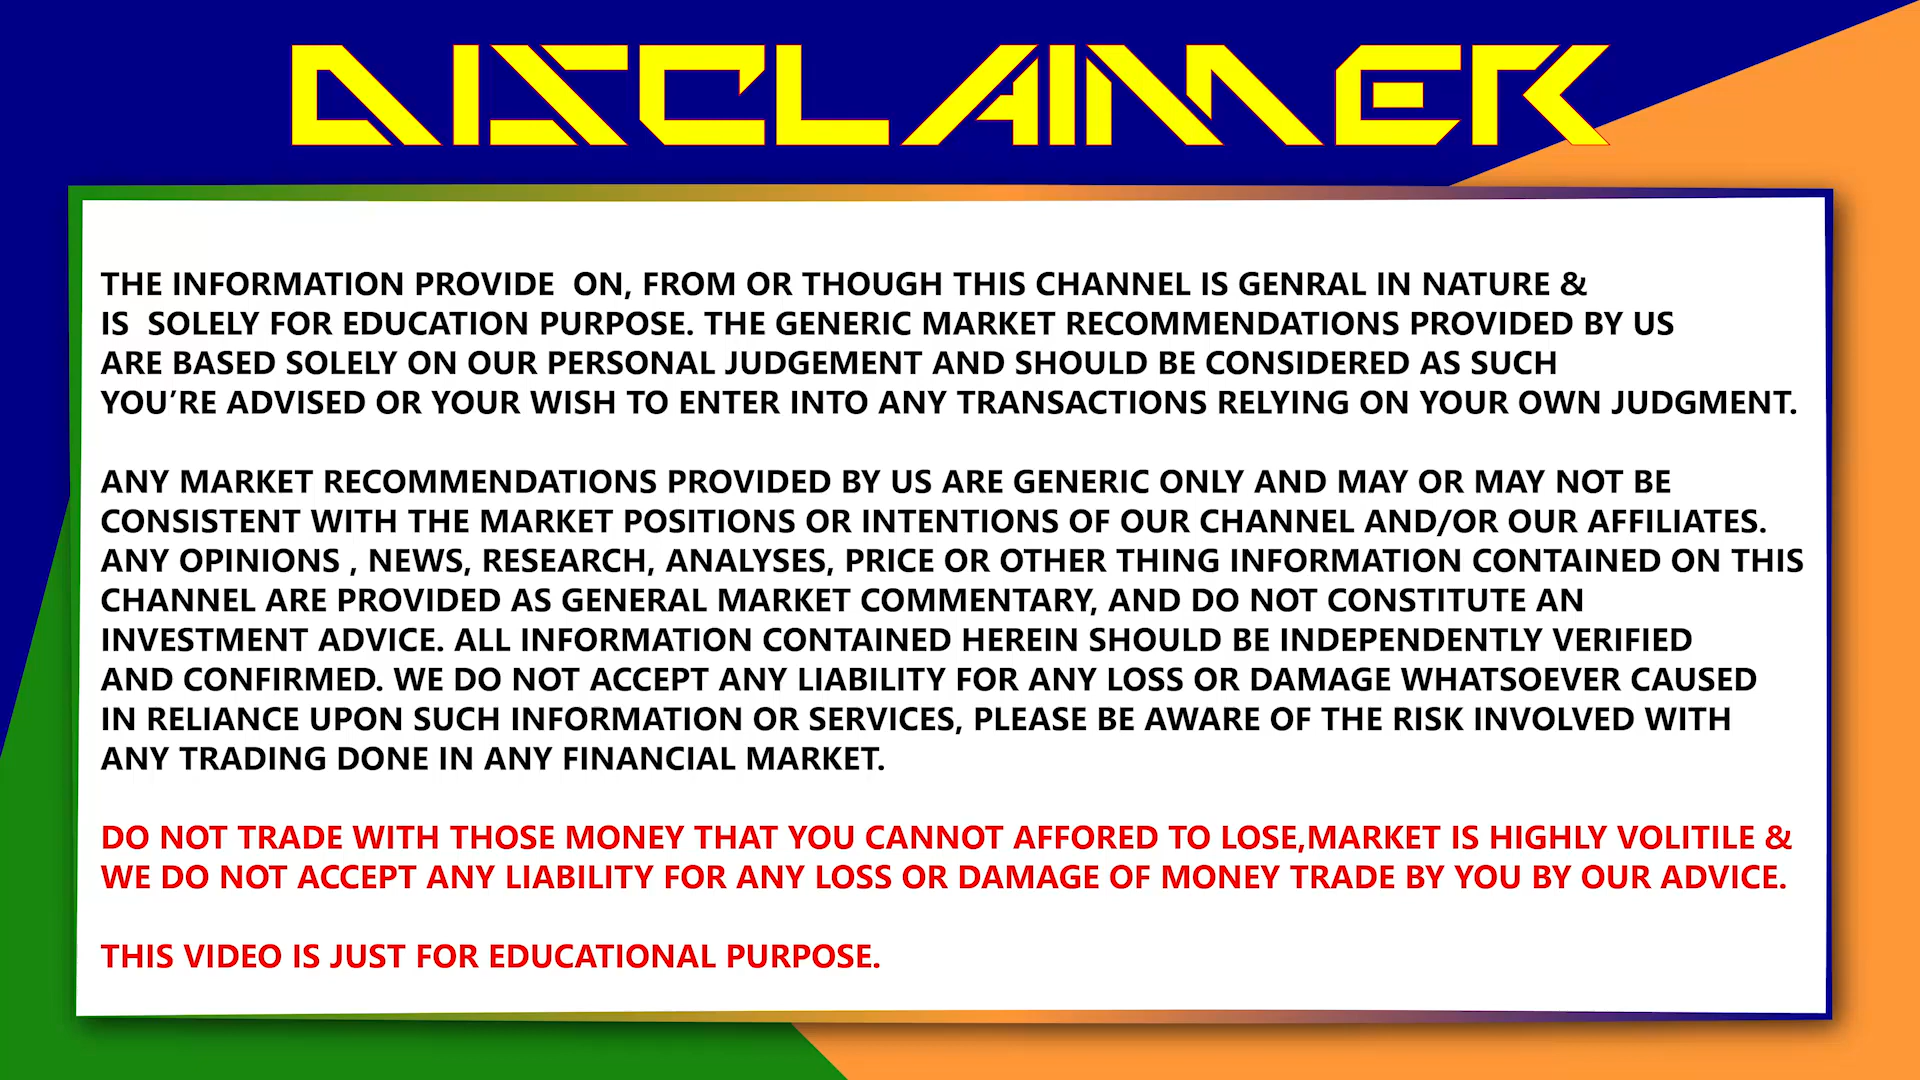 DISCLAIMER
THE INFORMATION PROVIDE  ON, FROM OR THOUGH THIS CHANNEL IS GENRAL IN NATURE &
IS  SOLELY FOR EDUCATION PURPOSE. THE GENERIC MARKET RECOMMENDATIONS PROVIDED BY US
ARE BASED SOLELY ON OUR PERSONAL JUDGEMENT AND SHOULD BE CONSIDERED AS SUCH
YOU’RE ADVISED OR YOUR WISH TO ENTER INTO ANY TRANSACTIONS RELYING ON YOUR OWN JUDGMENT.
ANY MARKET RECOMMENDATIONS PROVIDED BY US ARE GENERIC ONLY AND MAY OR MAY NOT BE
CONSISTENT WITH THE MARKET POSITIONS OR INTENTIONS OF OUR CHANNEL AND/OR OUR AFFILIATES.
ANY OPINIONS , NEWS, RESEARCH, ANALYSES, PRICE OR OTHER THING INFORMATION CONTAINED ON THIS
CHANNEL ARE PROVIDED AS GENERAL MARKET COMMENTARY, AND DO NOT CONSTITUTE AN
INVESTMENT ADVICE. ALL INFORMATION CONTAINED HEREIN SHOULD BE INDEPENDENTLY VERIFIED
AND CONFIRMED. WE DO NOT ACCEPT ANY LIABILITY FOR ANY LOSS OR DAMAGE WHATSOEVER CAUSED
IN RELIANCE UPON SUCH INFORMATION OR SERVICES, PLEASE BE AWARE OF THE RISK INVOLVED WITH
ANY TRADING DONE IN ANY FINANCIAL MARKET.
DO NOT TRADE WITH THOSE MONEY THAT YOU CANNOT AFFORED TO LOSE,MARKET IS HIGHLY VOLITILE &
WE DO NOT ACCEPT ANY LIABILITY FOR ANY LOSS OR DAMAGE OF MONEY TRADE BY YOU BY OUR ADVICE.
THIS VIDEO IS JUST FOR EDUCATIONAL PURPOSE.